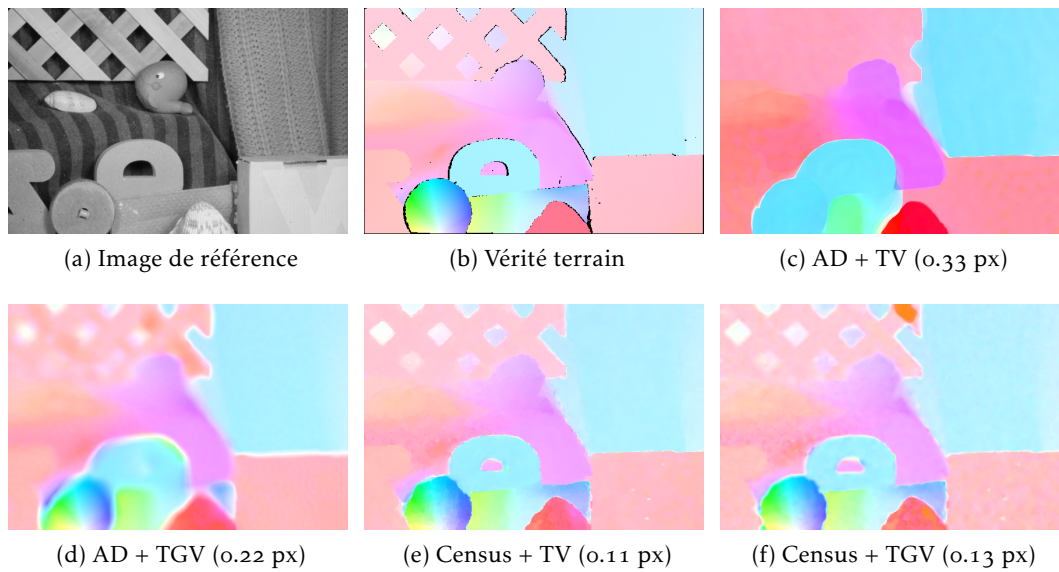 (a) Image de référence
(b) Vérité terrain
(c) AD + TV (0.33 px)
(d) AD + TGV (0.22 px)
(e) Census + TV (0.11 px)
(f) Census + TGV (0.13 px)